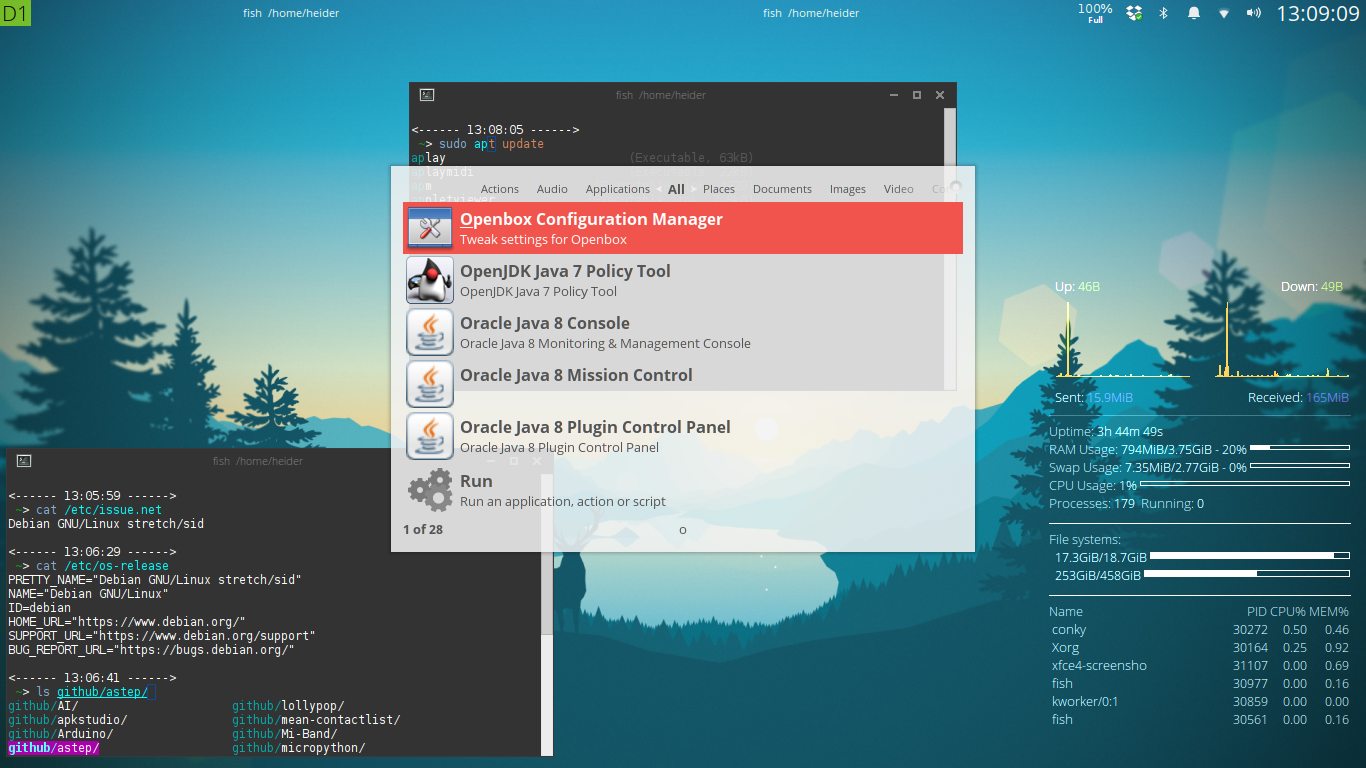 D1 fish /home/heider fish /home/heider 100% Full 13:09:09
fish /home/heider
<------ 13:08:05 ------>
~> sudo apt update
aplay (Executable, 63kB)
aplaymidi
apm
appletviewer
Actions Audio Applications All Places Documents Images Video Co
Openbox Configuration Manager
Tweak settings for Openbox
OpenJDK Java 7 Policy Tool
OpenJDK Java 7 Policy Tool
Oracle Java 8 Console
Oracle Java 8 Monitoring & Management Console
Oracle Java 8 Mission Control
Oracle Java 8 Plugin Control Panel
Oracle Java 8 Plugin Control Panel
Run
Run an application, action or script
1 of 28 o
fish /home/heider
<------ 13:05:59 ------>
~> cat /etc/issue.net
Debian GNU/Linux stretch/sid
<------ 13:06:29 ------>
~> cat /etc/os-release
PRETTY_NAME="Debian GNU/Linux stretch/sid"
NAME="Debian GNU/Linux"
ID=debian
HOME_URL="https://www.debian.org/"
SUPPORT_URL="https://www.debian.org/support"
BUG_REPORT_URL="https://bugs.debian.org/"
<------ 13:06:41 ------>
~> ls github/astep/
github/AI/ github/lollypop/
github/apkstudio/ github/mean-contactlist/
github/Arduino/ github/Mi-Band/
github/astep/ github/micropython/
Up: 46B Down: 49B
Sent: 15.9MiB Received: 165MiB
Uptime: 3h 44m 49s
RAM Usage: 794MiB/3.75GiB - 20%
Swap Usage: 7.35MiB/2.77GiB - 0%
CPU Usage: 1%
Processes: 179 Running: 0
File systems:
17.3GiB/18.7GiB
253GiB/458GiB
Name PID CPU% MEM%
conky 30272 0.50 0.46
Xorg 30164 0.25 0.92
xfce4-screensho 31107 0.00 0.69
fish 30977 0.00 0.16
kworker/0:1 30859 0.00 0.00
fish 30561 0.00 0.16